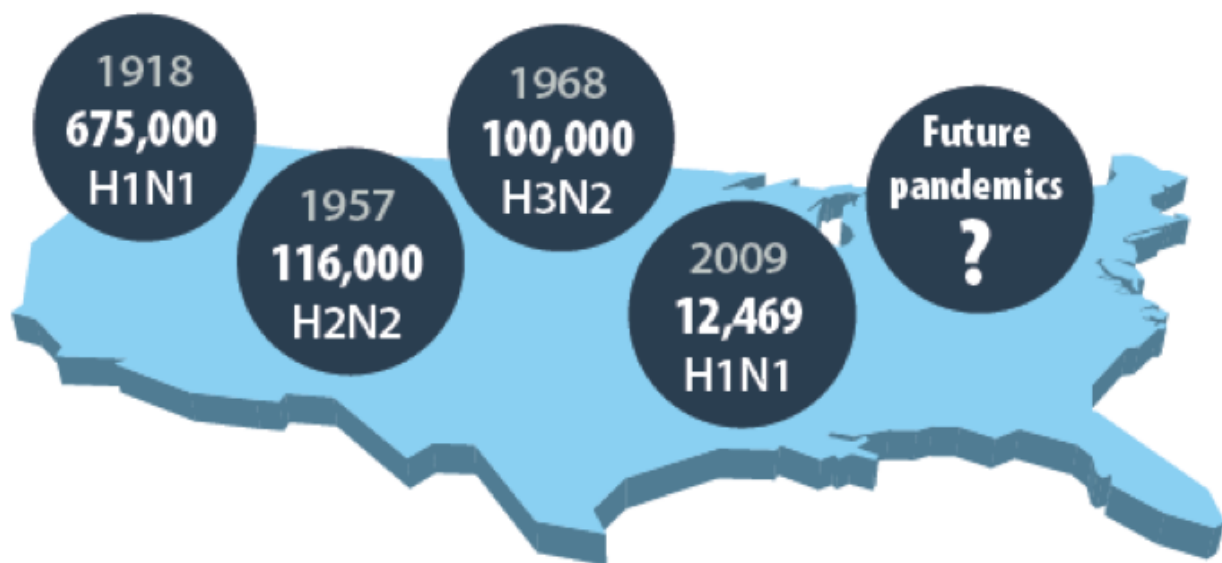 1918
675,000
H1N1
1957
116,000
H2N2
1968
100,000
H3N2
2009
12,469
H1N1
Future
pandemics
?